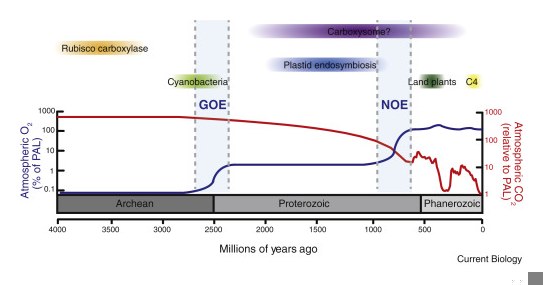 Carboxysome?
Rubisco carboxylase
Plastid endosymbiosis
Cyanobacteria
Land plants
C4
GOE
NOE
1000
100
10
1
0.1
Atmospheric O2
(% of PAL)
1000
100
10
1
Atmospheric CO2
(relative to PAL)
Archean
Proterozoic
Phanerozoic
4000
3500
3000
2500
2000
1500
1000
500
0
Millions of years ago
Current Biology